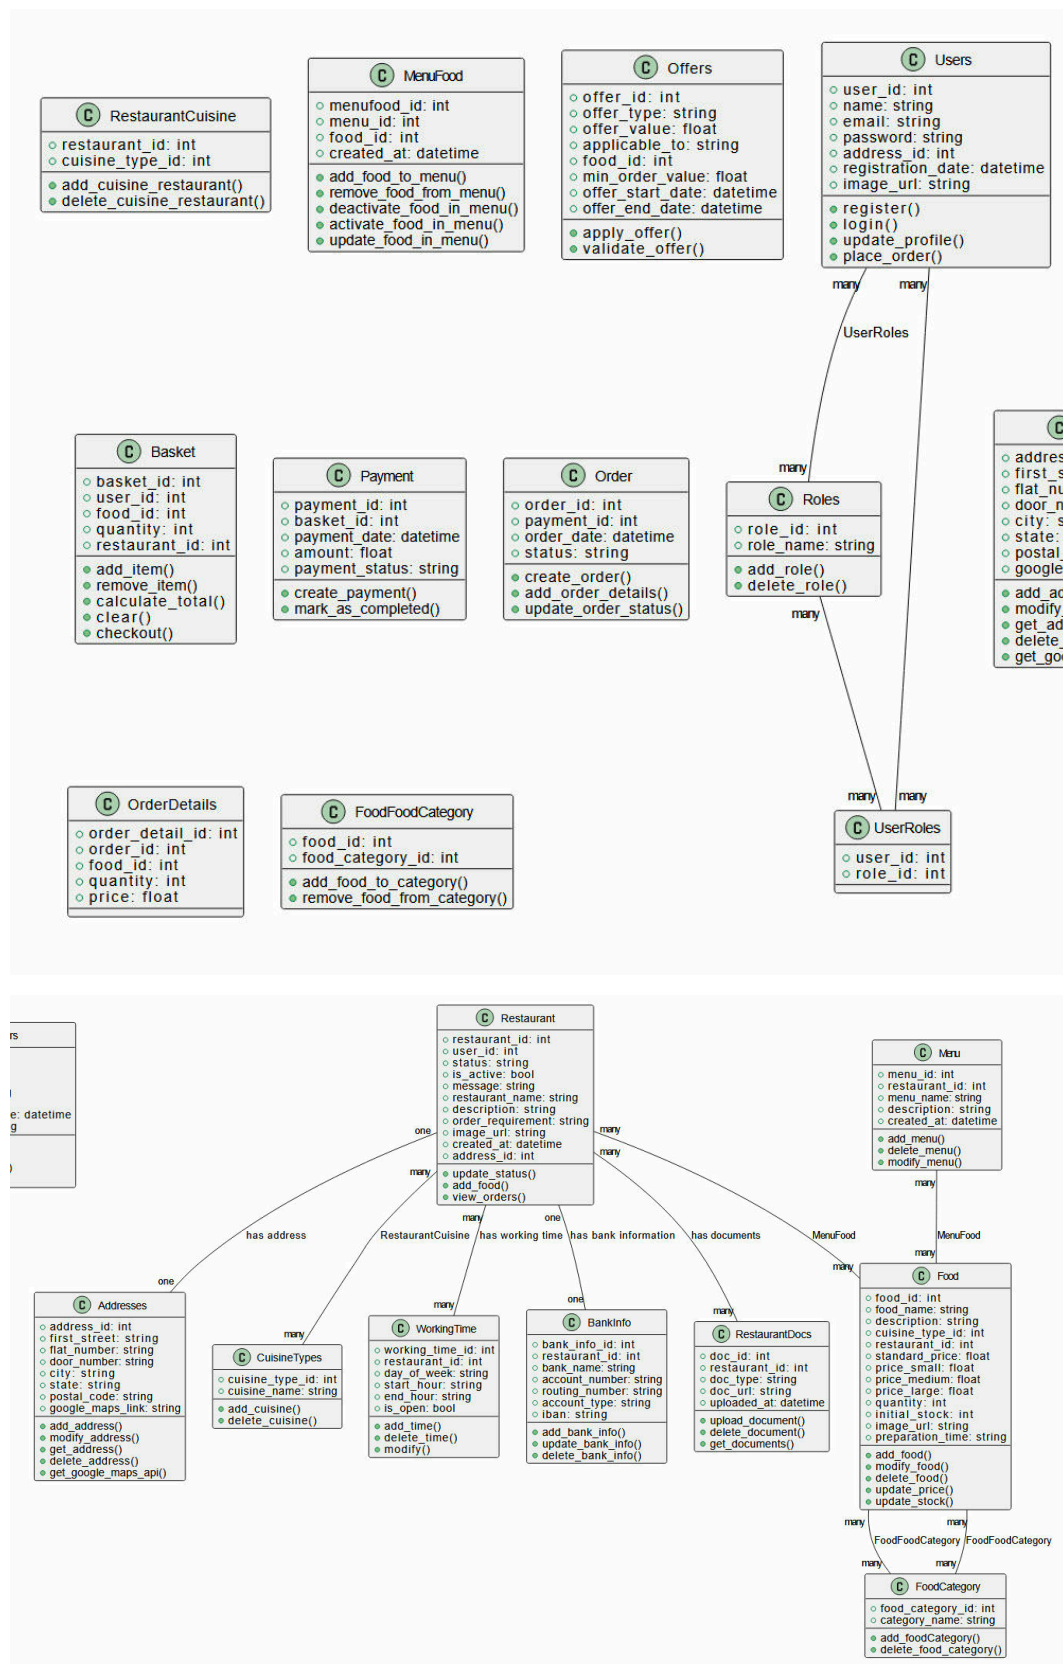 C RestaurantCuisine
restaurant_id: int
cuisine_type_id: int
add_cuisine_restaurant()
delete_cuisine_restaurant()
C MenuFood
menufood_id: int
menu_id: int
food_id: int
created_at: datetime
add_food_to_menu()
remove_food_from_menu()
deactivate_food_in_menu()
activate_food_in_menu()
update_food_in_menu()
C Offers
offer_id: int
offer_type: string
offer_value: float
applicable_to: string
food_id: int
min_order_value: float
offer_start_date: datetime
offer_end_date: datetime
apply_offer()
validate_offer()
C Users
user_id: int
name: string
email: string
password: string
address_id: int
registration_date: datetime
image_url: string
register()
login()
update_profile()
place_order()
many
many
UserRoles
C Basket
basket_id: int
user_id: int
food_id: int
quantity: int
restaurant_id: int
add_item()
remove_item()
calculate_total()
clear()
checkout()
C Payment
payment_id: int
basket_id: int
payment_date: datetime
amount: float
payment_status: string
create_payment()
mark_as_completed()
C Order
order_id: int
payment_id: int
order_date: datetime
status: string
create_order()
add_order_details()
update_order_status()
many
C Roles
role_id: int
role_name: string
add_role()
delete_role()
many
C
addres
first_s
flat_nu
door_n
city: s
state:
postal_
google
add_ad
modify_
get_ad
delete_
get_goo
C OrderDetails
order_detail_id: int
order_id: int
food_id: int
quantity: int
price: float
C FoodFoodCategory
food_id: int
food_category_id: int
add_food_to_category()
remove_food_from_category()
many
many
C UserRoles
user_id: int
role_id: int
rs
e: datetime
g
)
C Restaurant
restaurant_id: int
user_id: int
status: string
is_active: bool
message: string
restaurant_name: string
description: string
order_requirement: string
image_url: string
created_at: datetime
address_id: int
update_status()
add_food()
view_orders()
C Menu
menu_id: int
restaurant_id: int
menu_name: string
description: string
created_at: datetime
add_menu()
delete_menu()
modify_menu()
one
many
many
one
many
many
many
has address
RestaurantCuisine
has working time
has bank information
has documents
MenuFood
MenuFood
one
many
many
one
many
many
many
C Addresses
address_id: int
first_street: string
flat_number: string
door_number: string
city: string
state: string
postal_code: string
google_maps_link: string
add_address()
modify_address()
get_address()
delete_address()
get_google_maps_api()
C CuisineTypes
cuisine_type_id: int
cuisine_name: string
add_cuisine()
delete_cuisine()
C WorkingTime
working_time_id: int
restaurant_id: int
day_of_week: string
start_hour: string
end_hour: string
is_open: bool
add_time()
delete_time()
modify()
C BankInfo
bank_info_id: int
restaurant_id: int
bank_name: string
account_number: string
routing_number: string
account_type: string
iban: string
add_bank_info()
update_bank_info()
delete_bank_info()
C RestaurantDocs
doc_id: int
restaurant_id: int
doc_type: string
doc_url: string
uploaded_at: datetime
upload_document()
delete_document()
get_documents()
C Food
food_id: int
food_name: string
description: string
cuisine_type_id: int
restaurant_id: int
standard_price: float
price_small: float
price_medium: float
price_large: float
quantity: int
initial_stock: int
image_url: string
preparation_time: string
add_food()
modify_food()
delete_food()
update_price()
update_stock()
many
many
FoodFoodCategory
FoodFoodCategory
many
many
C FoodCategory
food_category_id: int
category_name: string
add_foodCategory()
delete_food_category()